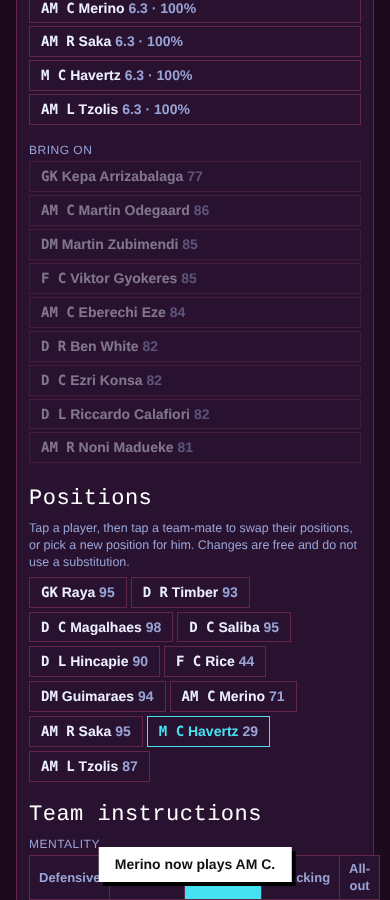 AM C Merino 6.3 · 100%
AM R Saka 6.3 · 100%
M C Havertz 6.3 · 100%
AM L Tzolis 6.3 · 100%
BRING ON
GK Kepa Arrizabalaga 77
AM C Martin Odegaard 86
DM Martin Zubimendi 85
F C Viktor Gyokeres 85
AM C Eberechi Eze 84
D R Ben White 82
D C Ezri Konsa 82
D L Riccardo Calafiori 82
AM R Noni Madueke 81
Positions
Tap a player, then tap a team-mate to swap their positions,
or pick a new position for him. Changes are free and do not
use a substitution.
GK Raya 95 D R Timber 93
D C Magalhaes 98 D C Saliba 95
D L Hincapie 90 F C Rice 44
DM Guimaraes 94 AM C Merino 71
AM R Saka 95 M C Havertz 29
AM L Tzolis 87
Team instructions
MENTALITY
Merino now plays AM C.
Defensive All-
out